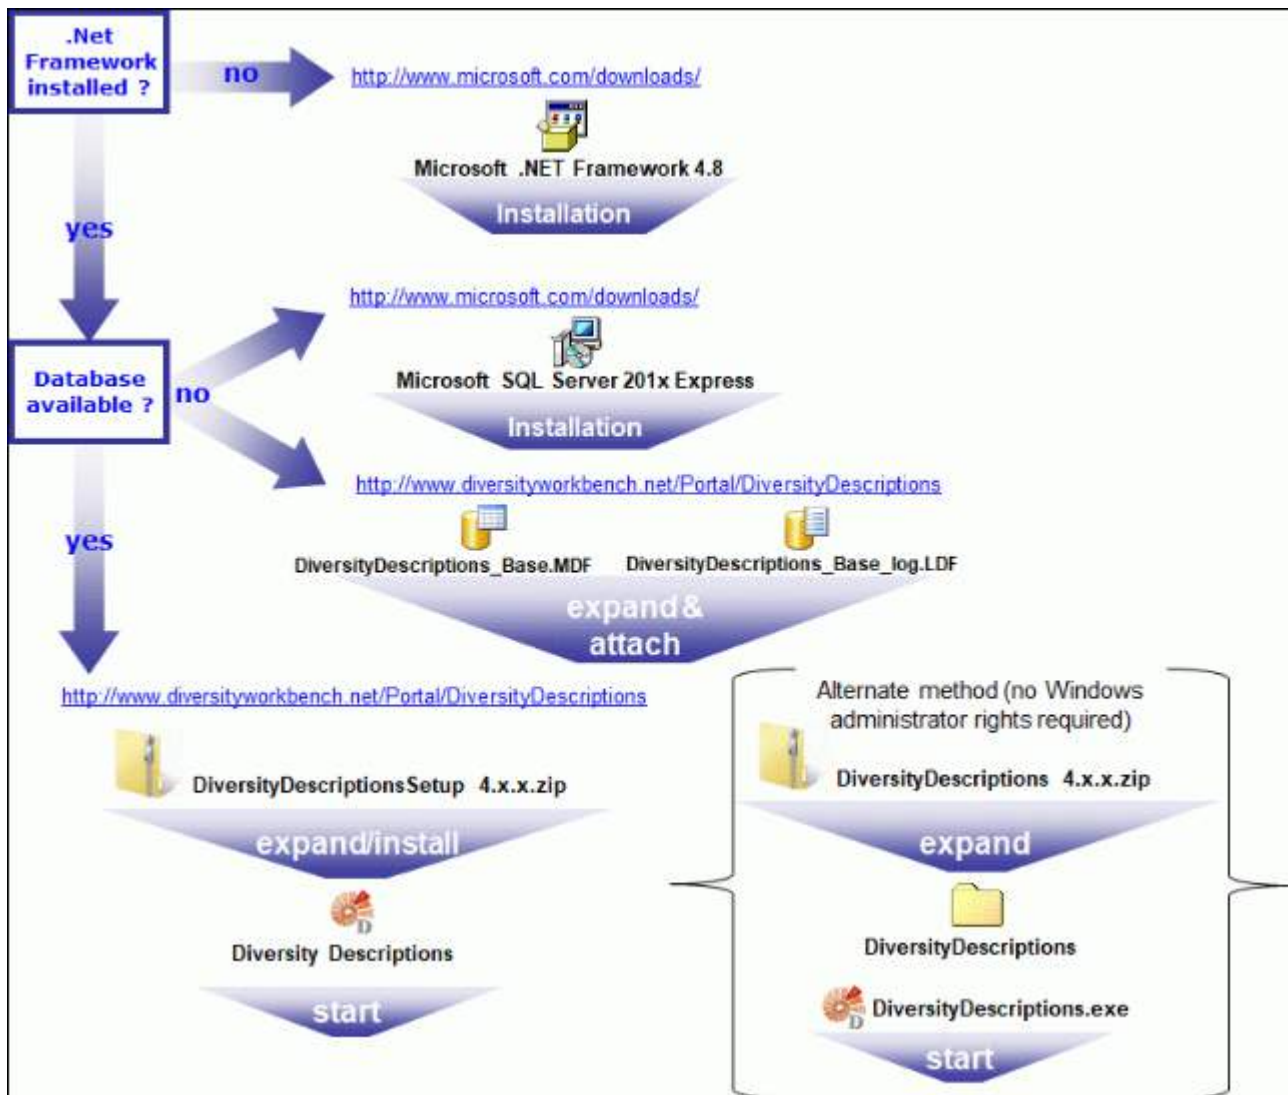 .Net
Framework
installed ?
no
http://www.microsoft.com/downloads/
Microsoft .NET Framework 4.8
Installation
yes
http://www.microsoft.com/downloads/
Microsoft SQL Server 201x Express
Installation
Database
available ?
no
http://www.diversityworkbench.net/Portal/DiversityDescriptions
DiversityDescriptions_Base.MDF
DiversityDescriptions_Base_log.LDF
expand &
attach
yes
http://www.diversityworkbench.net/Portal/DiversityDescriptions
DiversityDescriptionsSetup 4.x.x.zip
expand/install
D
Diversity Descriptions
start
Alternate method (no Windows
administrator rights required)
DiversityDescriptions 4.x.x.zip
expand
DiversityDescriptions
D
DiversityDescriptions.exe
start